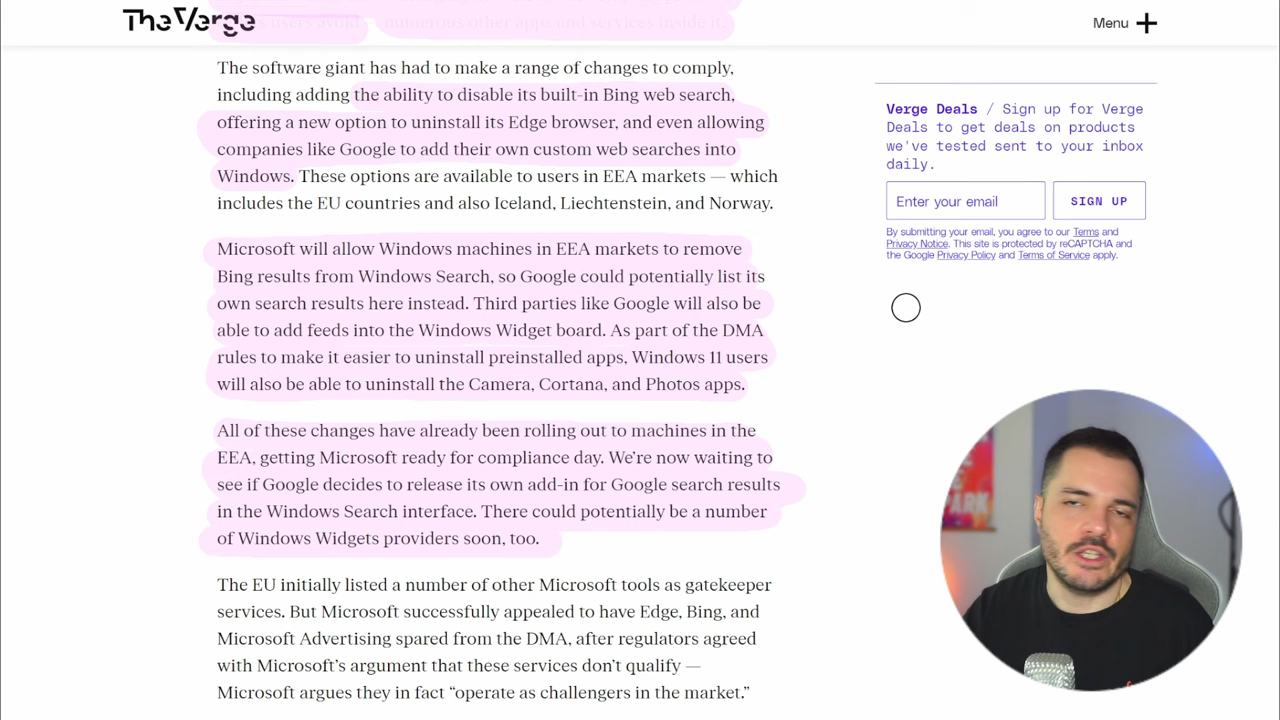 The Verge
Menu
numerous other apps and services inside it.
The software giant has had to make a range of changes to comply,
including adding the ability to disable its built-in Bing web search,
offering a new option to uninstall its Edge browser, and even allowing
companies like Google to add their own custom web searches into
Windows. These options are available to users in EEA markets — which
includes the EU countries and also Iceland, Liechtenstein, and Norway.
Microsoft will allow Windows machines in EEA markets to remove
Bing results from Windows Search, so Google could potentially list its
own search results here instead. Third parties like Google will also be
able to add feeds into the Windows Widget board. As part of the DMA
rules to make it easier to uninstall preinstalled apps, Windows 11 users
will also be able to uninstall the Camera, Cortana, and Photos apps.
All of these changes have already been rolling out to machines in the
EEA, getting Microsoft ready for compliance day. We're now waiting to
see if Google decides to release its own add-in for Google search results
in the Windows Search interface. There could potentially be a number
of Windows Widgets providers soon, too.
The EU initially listed a number of other Microsoft tools as gatekeeper
services. But Microsoft successfully appealed to have Edge, Bing, and
Microsoft Advertising spared from the DMA, after regulators agreed
with Microsoft's argument that these services don't qualify —
Microsoft argues they in fact “operate as challengers in the market.”
Verge Deals / Sign up for Verge
Deals to get deals on products
we've tested sent to your inbox
daily.
Enter your email
SIGN UP
By submitting your email, you agree to our Terms and
Privacy Notice. This site is protected by reCAPTCHA and
the Google Privacy Policy and Terms of Service apply.
PARK